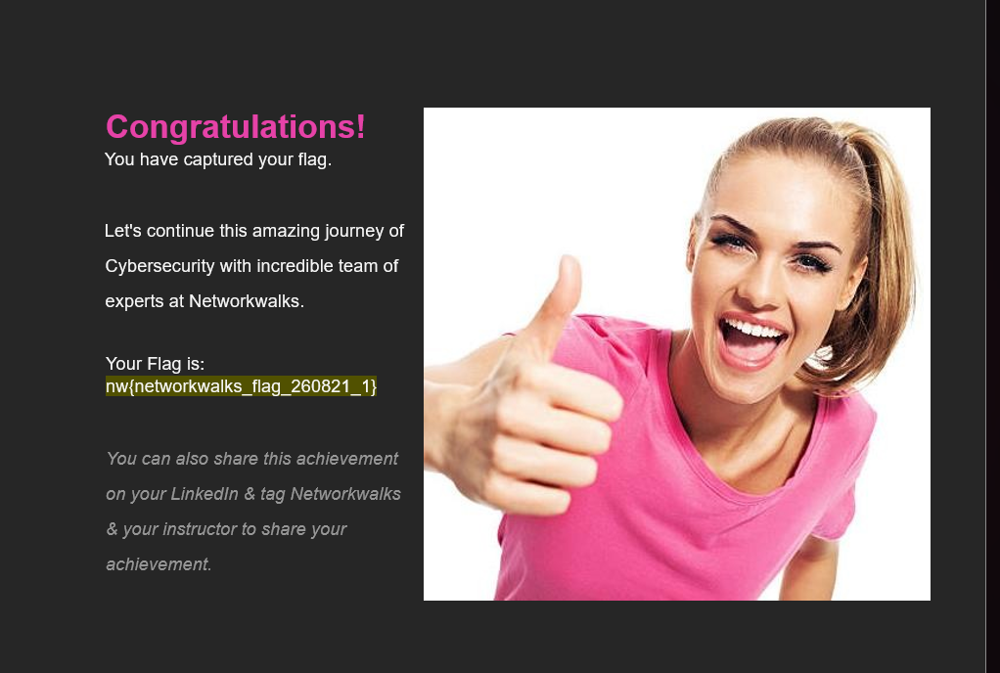 Congratulations!
You have captured your flag.
Let's continue this amazing journey of
Cybersecurity with incredible team of
experts at Networkwalks.
Your Flag is:
nw{networkwalks_flag_260821_1}
You can also share this achievement
on your LinkedIn & tag Networkwalks
& your instructor to share your
achievement.